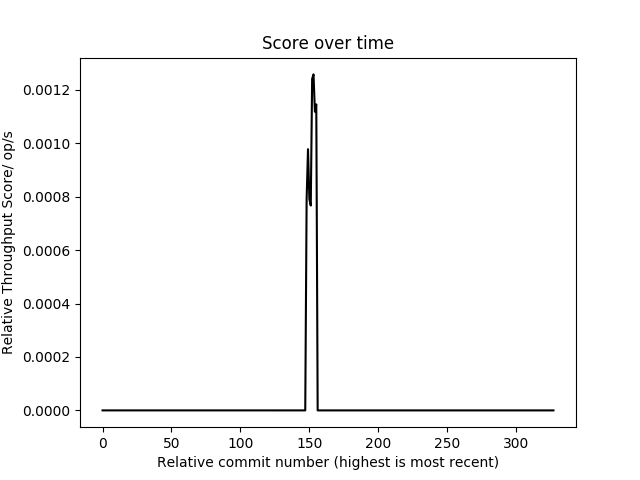 Score over time
Relative Throughput Score/ op/s
0.0012
0.0010
0.0008
0.0006
0.0004
0.0002
0.0000
0 50 100 150 200 250 300
Relative commit number (highest is most recent)